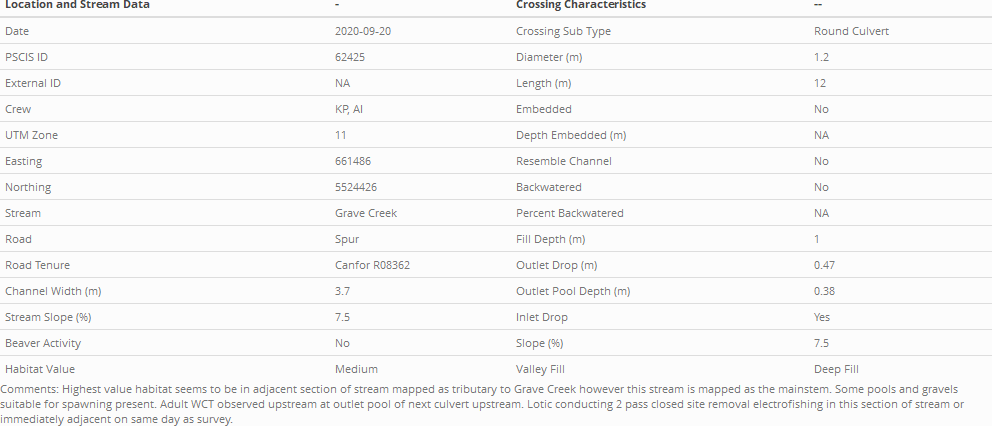 Location and Stream Data - Crossing Characteristics --
Date 2020-09-20 Crossing Sub Type Round Culvert
PSCIS ID 62425 Diameter (m) 1.2
External ID NA Length (m) 12
Crew KP, AI Embedded No
UTM Zone 11 Depth Embedded (m) NA
Easting 661486 Resemble Channel No
Northing 5524426 Backwatered No
Stream Grave Creek Percent Backwatered NA
Road Spur Fill Depth (m) 1
Road Tenure Canfor R08362 Outlet Drop (m) 0.47
Channel Width (m) 3.7 Outlet Pool Depth (m) 0.38
Stream Slope (%) 7.5 Inlet Drop Yes
Beaver Activity No Slope (%) 7.5
Habitat Value Medium Valley Fill Deep Fill
Comments: Highest value habitat seems to be in adjacent section of stream mapped as tributary to Grave Creek however this stream is mapped as the mainstem. Some pools and gravels
suitable for spawning present. Adult WCT observed upstream at outlet pool of next culvert upstream. Lotic conducting 2 pass closed site removal electrofishing in this section of stream or
immediately adjacent on same day as survey.